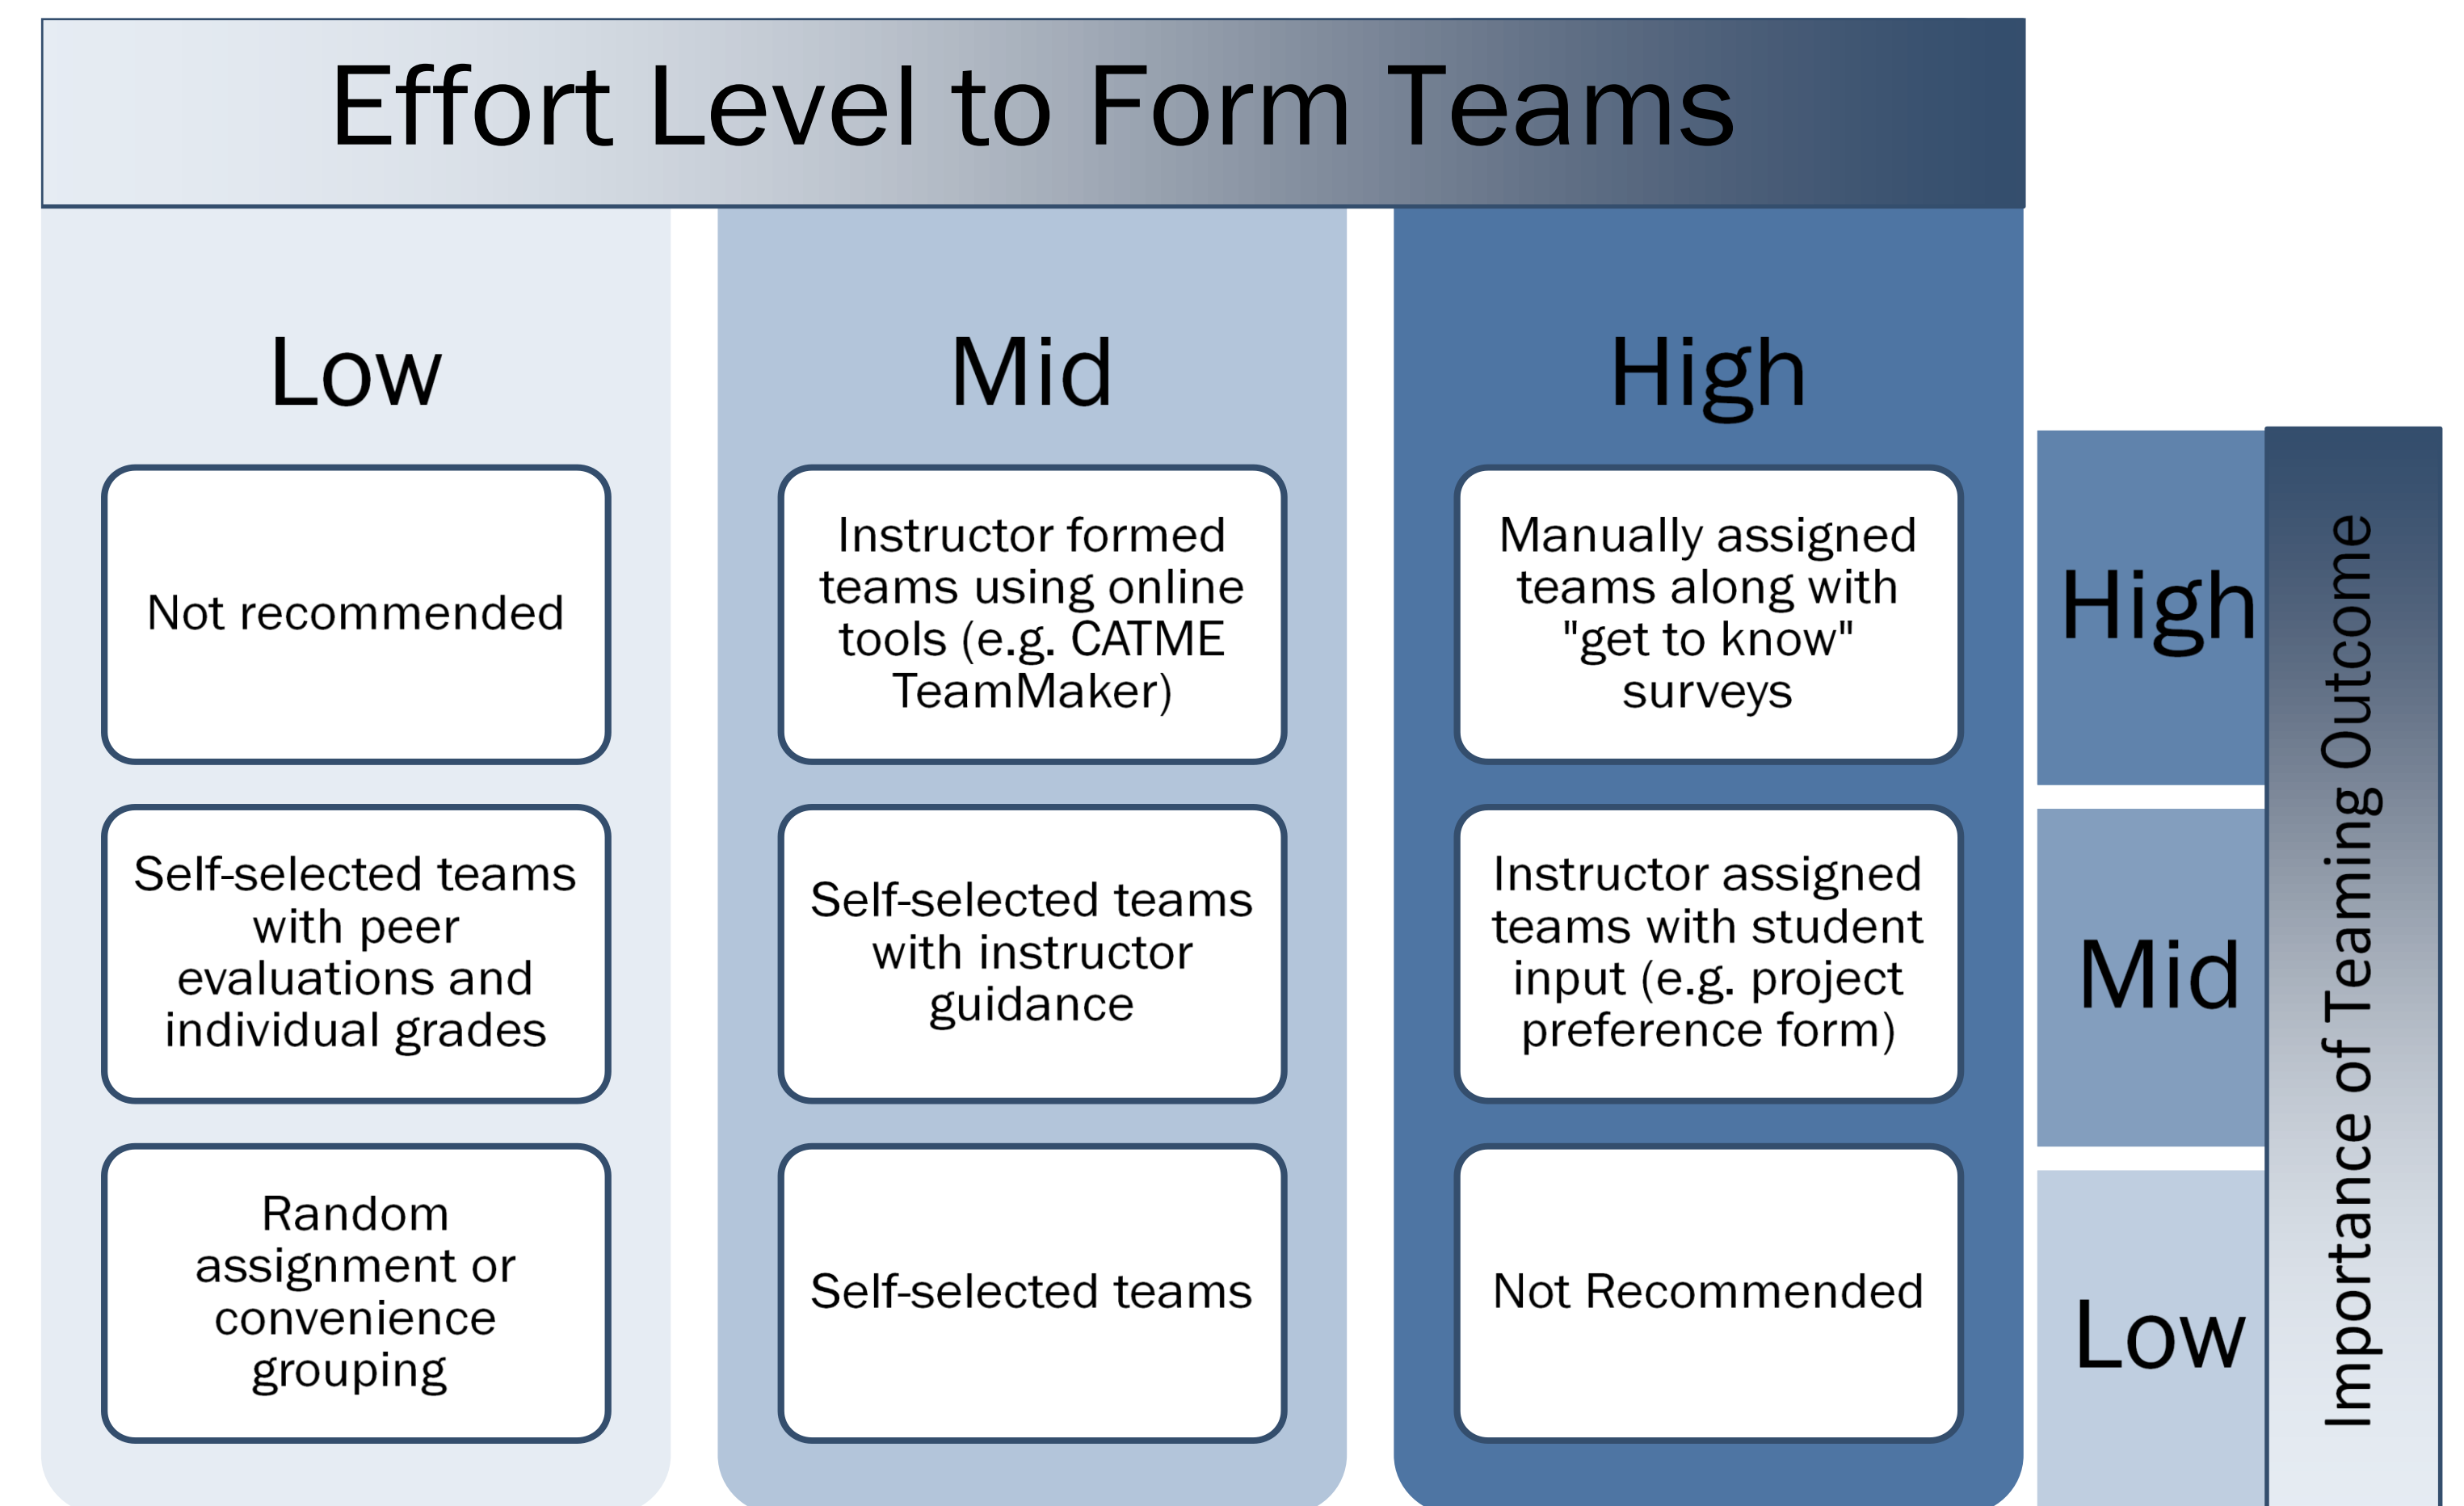 Effort Level to Form Teams
Low
Mid
High
Not recommended
Instructor formed
teams using online
tools (e.g. CATME
TeamMaker)
Manually assigned
teams along with
"get to know"
surveys
High
Self-selected teams
with peer
evaluations and
individual grades
Self-selected teams
with instructor
guidance
Instructor assigned
teams with student
input (e.g. project
preference form)
Mid
Random
assignment or
convenience
grouping
Self-selected teams
Not Recommended
Low
Importance of Teaming Outcome